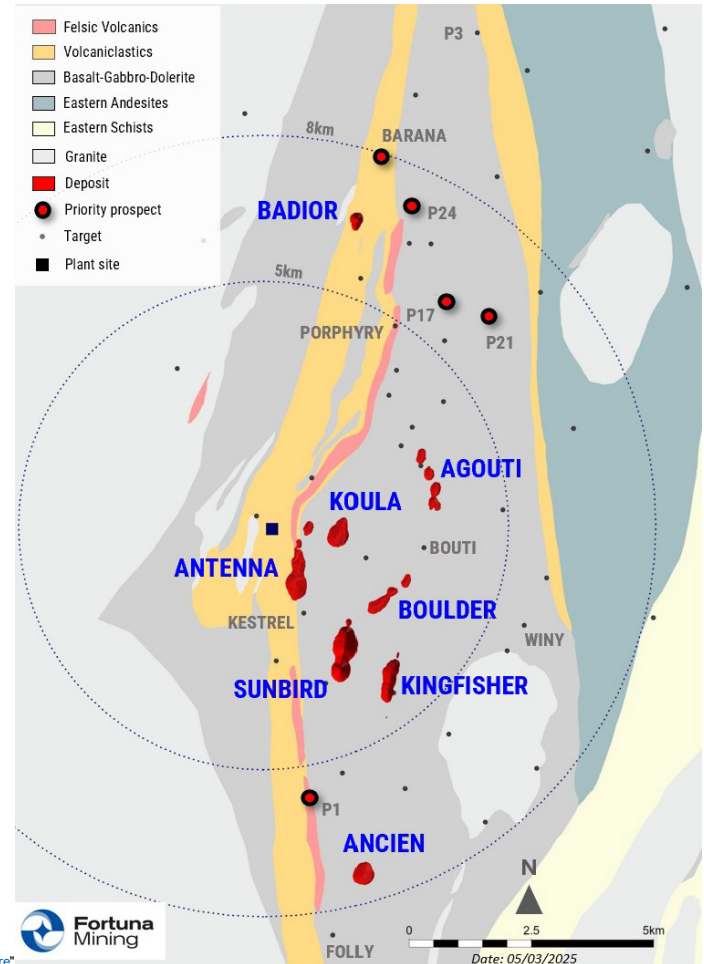 Felsic Volcanics
Volcaniclastics
Basalt-Gabbro-Dolerite
Eastern Andesites
Eastern Schists
Granite
Deposit
Priority prospect
Target
Plant site
P3
8km
BARANA
BADIOR
P24
5km
P17
PORPHYRY
P21
AGOUTI
KOULA
BOUTI
ANTENNA
BOULDER
KESTREL
WINY
SUNBIRD
KINGFISHER
P1
ANCIEN
N
Fortuna
Mining
FOLLY
0 2.5 5km
Date: 05/03/2025
re"